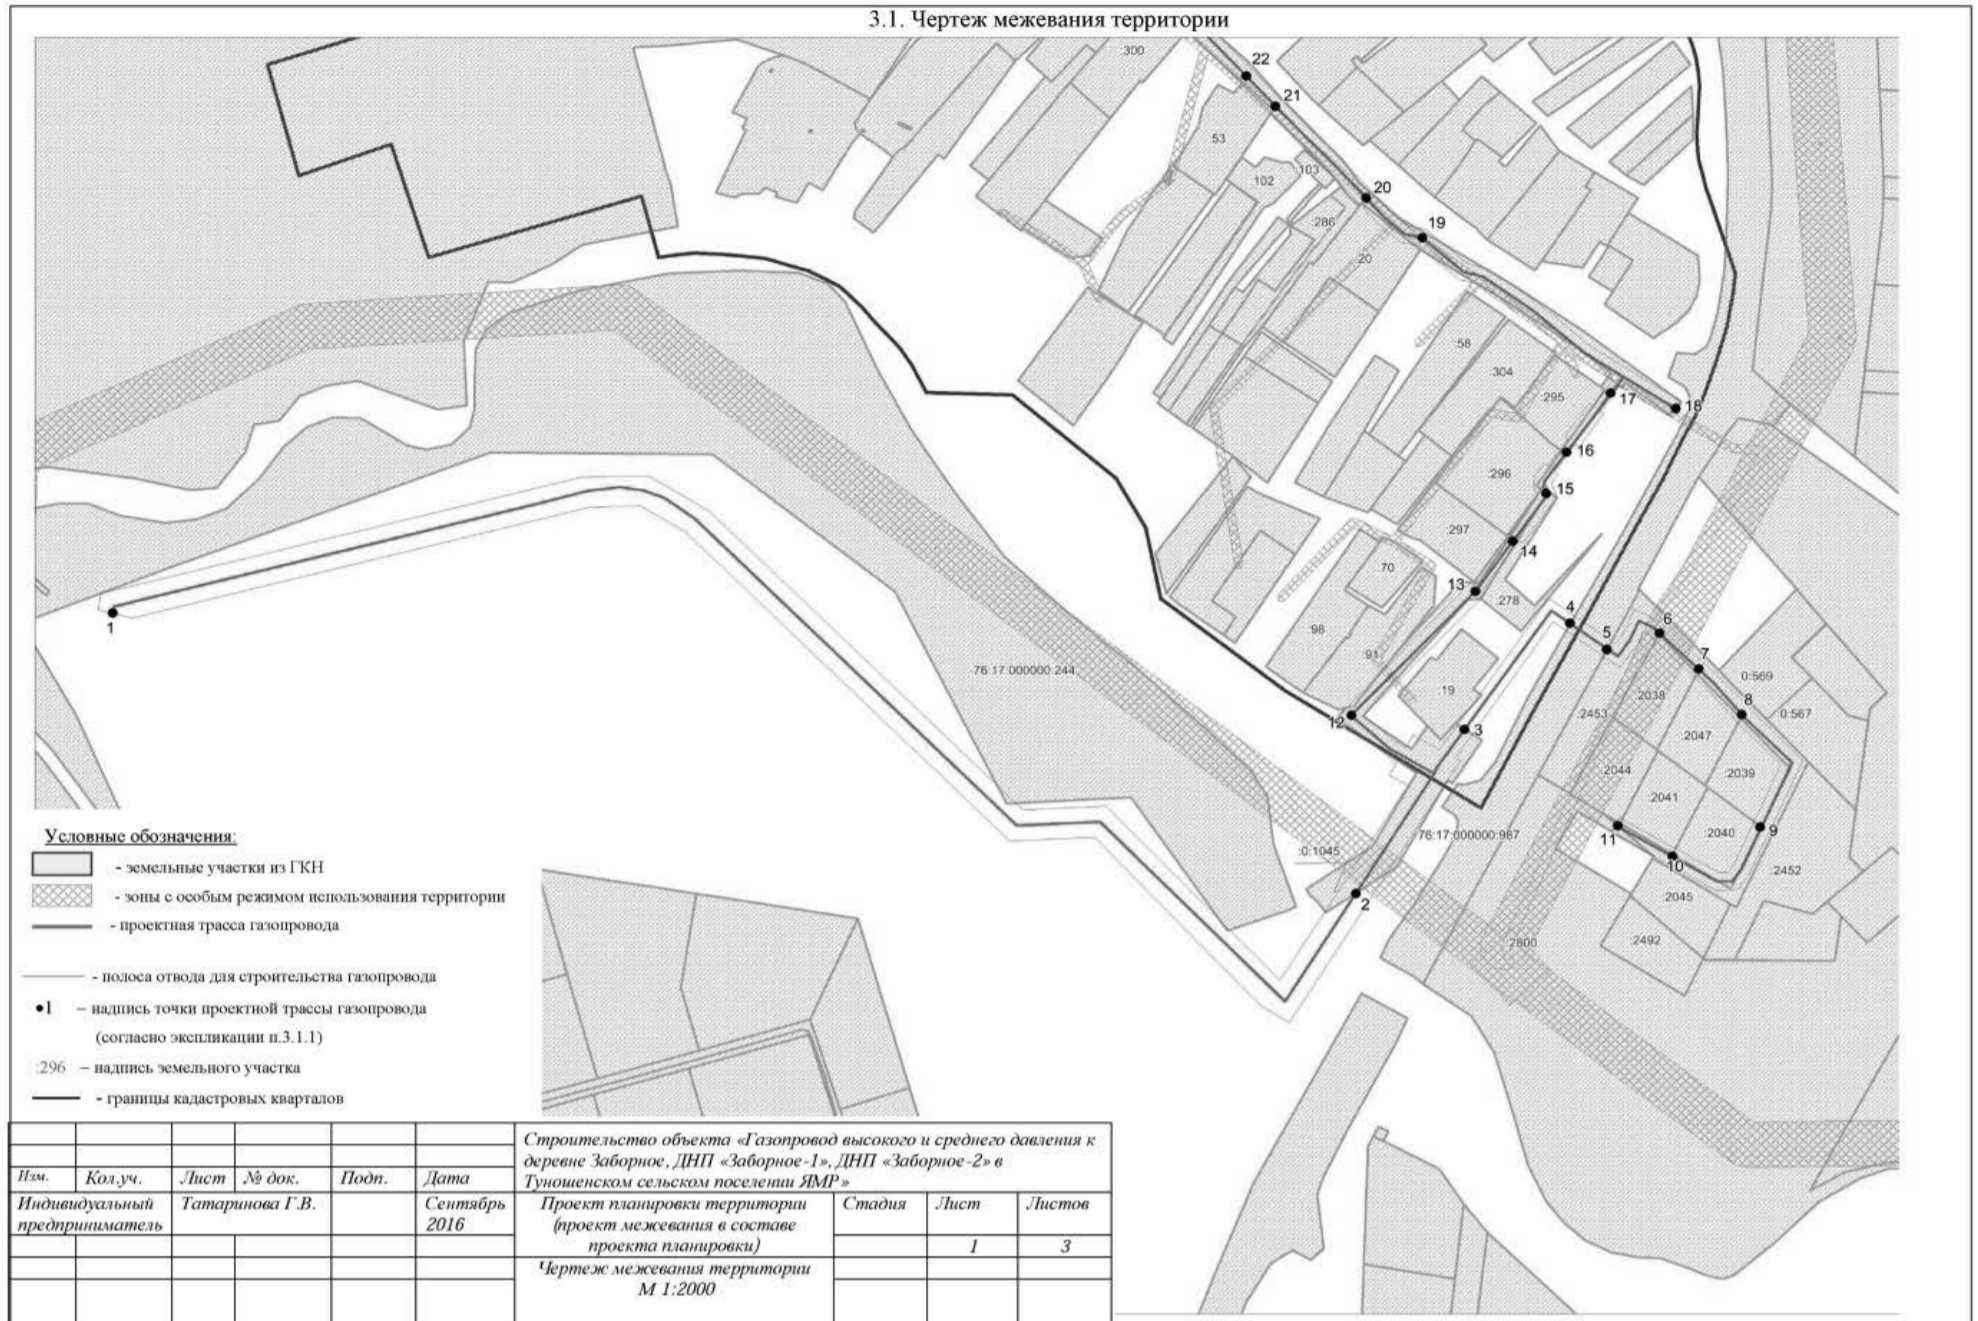 3.1. Чертеж межевания территории
:300
22
21
53
103
102
20
:286
19
20
58
304
:295
17
18
16
:296
15
:297
14
70
13
:278
4
5
6
:98
:91
7
76:17:000000:244
0:569
:19
2038
8
:0:567
12
:2453
3
:2047
:2044
:2039
:2041
76:17:000000:987
11
:2040
9
:0:1045
10
:2452
2
2045
:2492
:2800
1
Условные обозначения:
- земельные участки из ГКН
- зоны с особым режимом использования территории
- проектная трасса газопровода
- полоса отвода для строительства газопровода
•1 – надпись точки проектной трассы газопровода
(согласно экспликации п.3.1.1)
:296 – надпись земельного участка
- границы кадастровых кварталов
Строительство объекта «Газопровод высокого и среднего давления к
деревне Заборное, ДНП «Заборное-1», ДНП «Заборное-2» в
Туношенском сельском поселении ЯМР»
Изм. Кол.уч. Лист № док. Подп. Дата
Индивидуальный предприниматель Татаринова Г.В. Сентябрь 2016
Проект планировки территории
(проект межевания в составе
проекта планировки)
Стадия Лист Листов
1 3
Чертеж межевания территории
М 1:2000